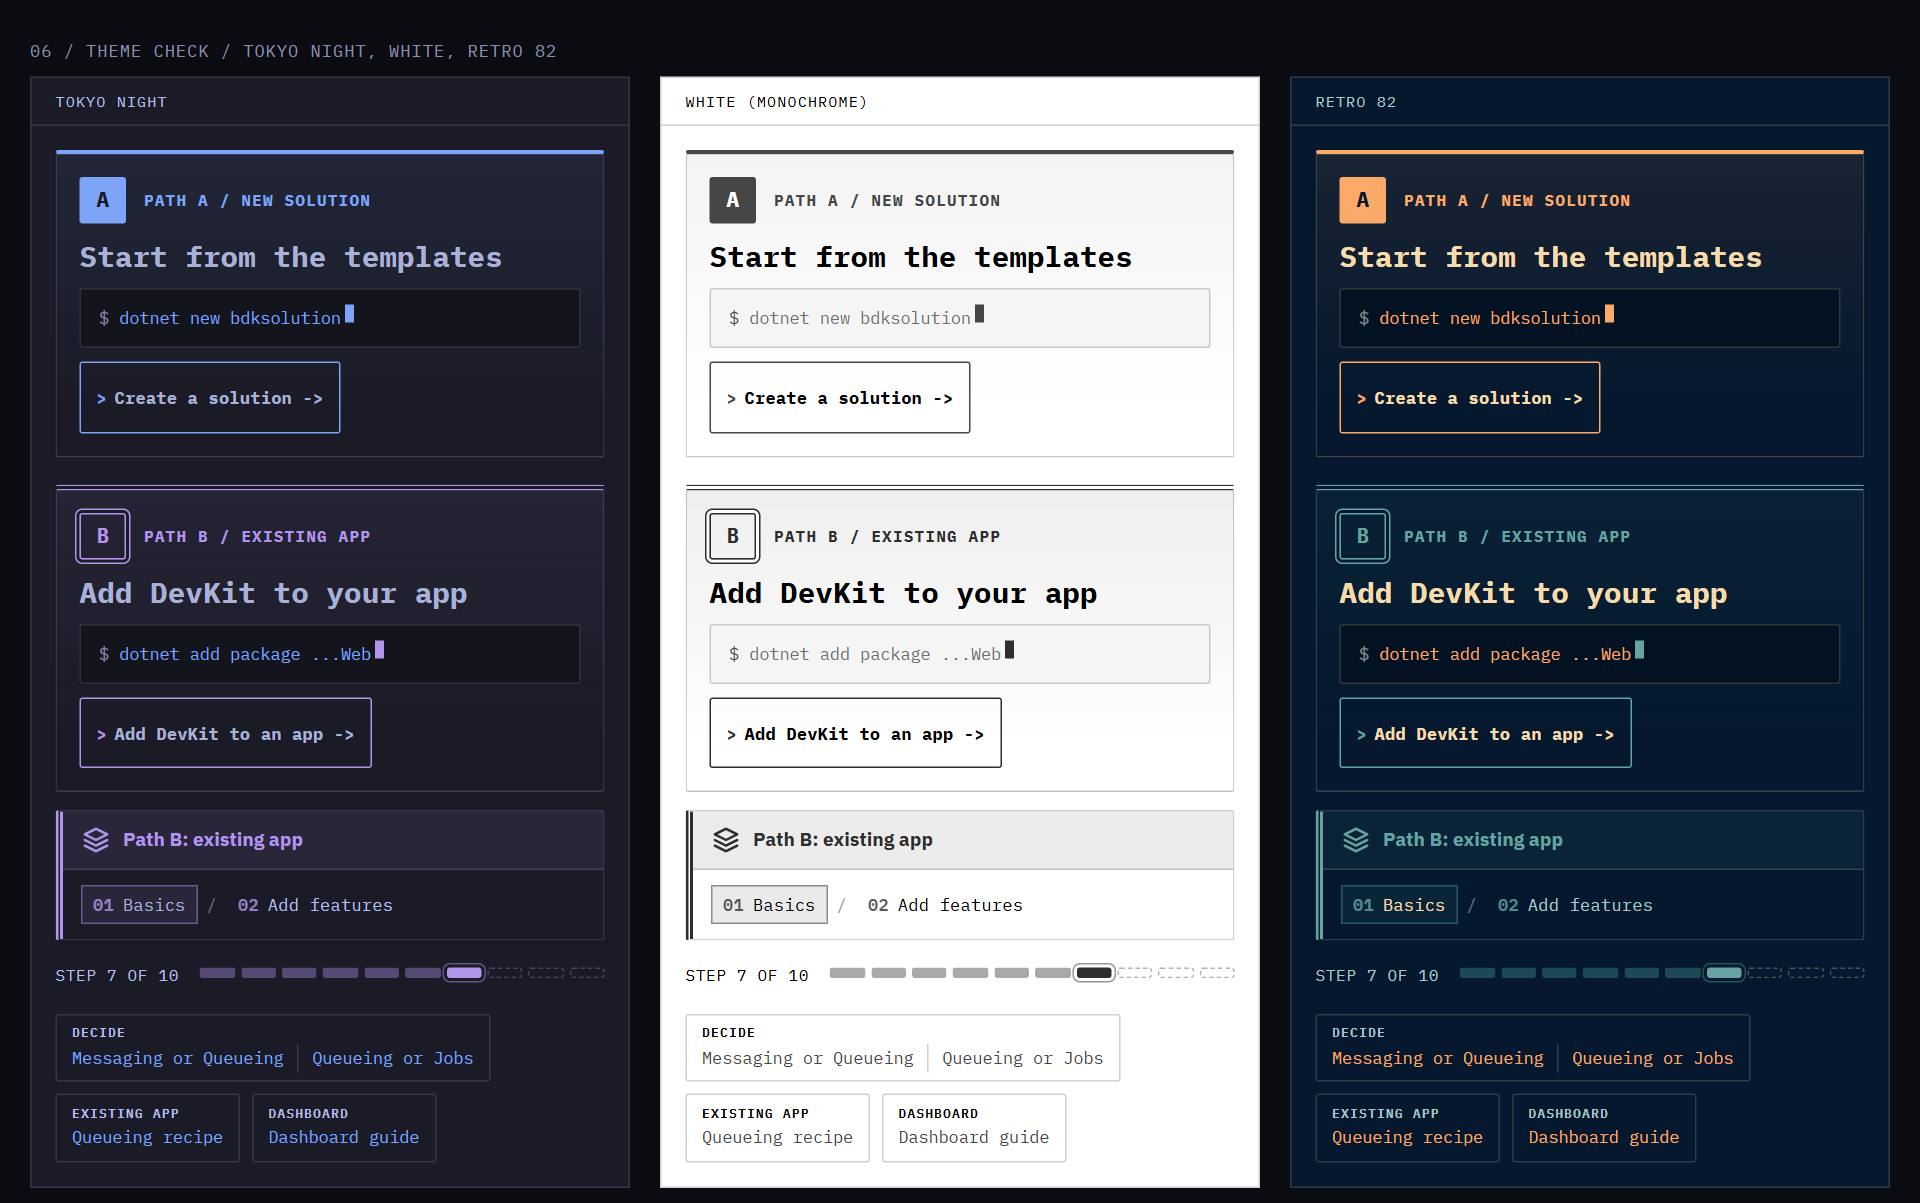 06 / THEME CHECK / TOKYO NIGHT, WHITE, RETRO 82
TOKYO NIGHT
A
PATH A / NEW SOLUTION
Start from the templates
$ dotnet new bdksolution
> Create a solution ->
B
PATH B / EXISTING APP
Add DevKit to your app
$ dotnet add package ...Web
> Add DevKit to an app ->
Path B: existing app
01 Basics / 02 Add features
STEP 7 OF 10
DECIDE
Messaging or Queueing
Queueing or Jobs
EXISTING APP
Queueing recipe
DASHBOARD
Dashboard guide
WHITE (MONOCHROME)
A
PATH A / NEW SOLUTION
Start from the templates
$ dotnet new bdksolution
> Create a solution ->
B
PATH B / EXISTING APP
Add DevKit to your app
$ dotnet add package ...Web
> Add DevKit to an app ->
Path B: existing app
01 Basics / 02 Add features
STEP 7 OF 10
DECIDE
Messaging or Queueing
Queueing or Jobs
EXISTING APP
Queueing recipe
DASHBOARD
Dashboard guide
RETRO 82
A
PATH A / NEW SOLUTION
Start from the templates
$ dotnet new bdksolution
> Create a solution ->
B
PATH B / EXISTING APP
Add DevKit to your app
$ dotnet add package ...Web
> Add DevKit to an app ->
Path B: existing app
01 Basics / 02 Add features
STEP 7 OF 10
DECIDE
Messaging or Queueing
Queueing or Jobs
EXISTING APP
Queueing recipe
DASHBOARD
Dashboard guide